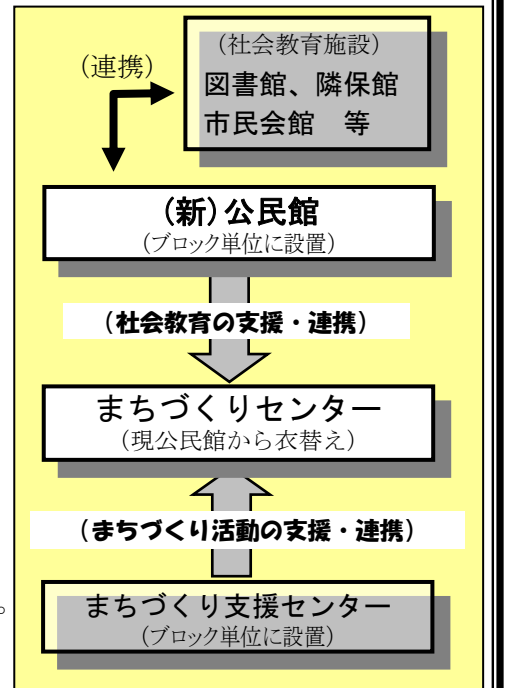 （社会教育施設）
（連携）
図書館、隣保館
市民会館　等
（新）公民館
（ブロック単位に設置）
（社会教育の支援・連携）
まちづくりセンター
（現公民館から衣替え）
（まちづくり活動の支援・連携）
。
まちづくり支援センター
（ブロック単位に設置）